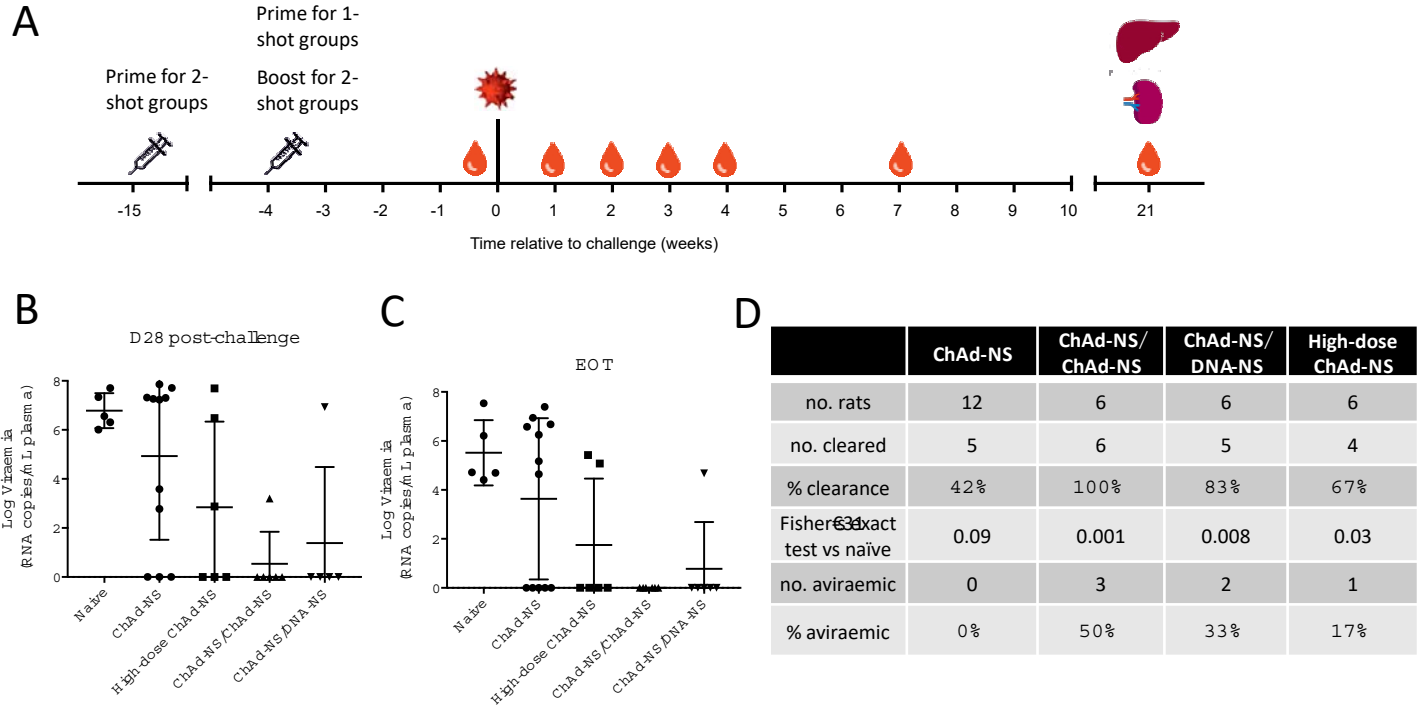 A
Prime for 1-
shot groups
Prime for 2-
shot groups
Boost for 2-
shot groups
-15
-4
-3
-2
-1
0
1
2
3
4
5
6
7
8
9
10
21
Time relative to challenge (weeks)
B
D28 post-challenge
Log Viraemia
(RNA copies/mL plasma)
8
6
4
2
0
Naïve
ChAd-NS
High-dose ChAd-NS
ChAd-NS/ChAd-NS
ChAd-NS/DNA-NS
C
EOT
Log Viraemia
(RNA copies/mL plasma)
8
6
4
2
0
Naïve
ChAd-NS
High-dose ChAd-NS
ChAd-NS/ChAd-NS
ChAd-NS/DNA-NS
D
ChAd-NS
ChAd-NS/
ChAd-NS
ChAd-NS/
DNA-NS
High-dose
ChAd-NS
no. rats 12 6 6 6
no. cleared 5 6 5 4
% clearance 42% 100% 83% 67%
Fisher's exact
test vs naïve 0.09 0.001 0.008 0.03
no. aviraemic 0 3 2 1
% aviraemic 0% 50% 33% 17%